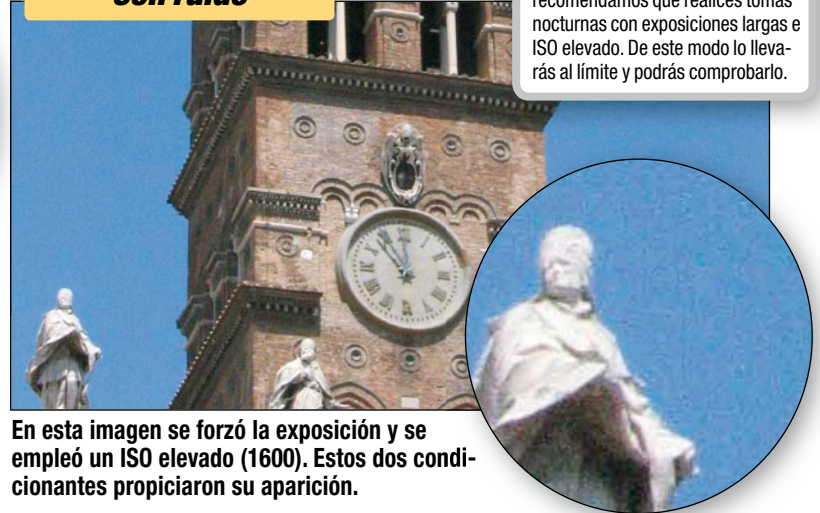 con ruido
recomendamos que realices tomas
nocturnas con exposiciones largas e
ISO elevado. De este modo lo lleva-
rás al límite y podrás comprobarlo.
En esta imagen se forzó la exposición y se
empleó un ISO elevado (1600). Estos dos condi-
cionantes propiciaron su aparición.